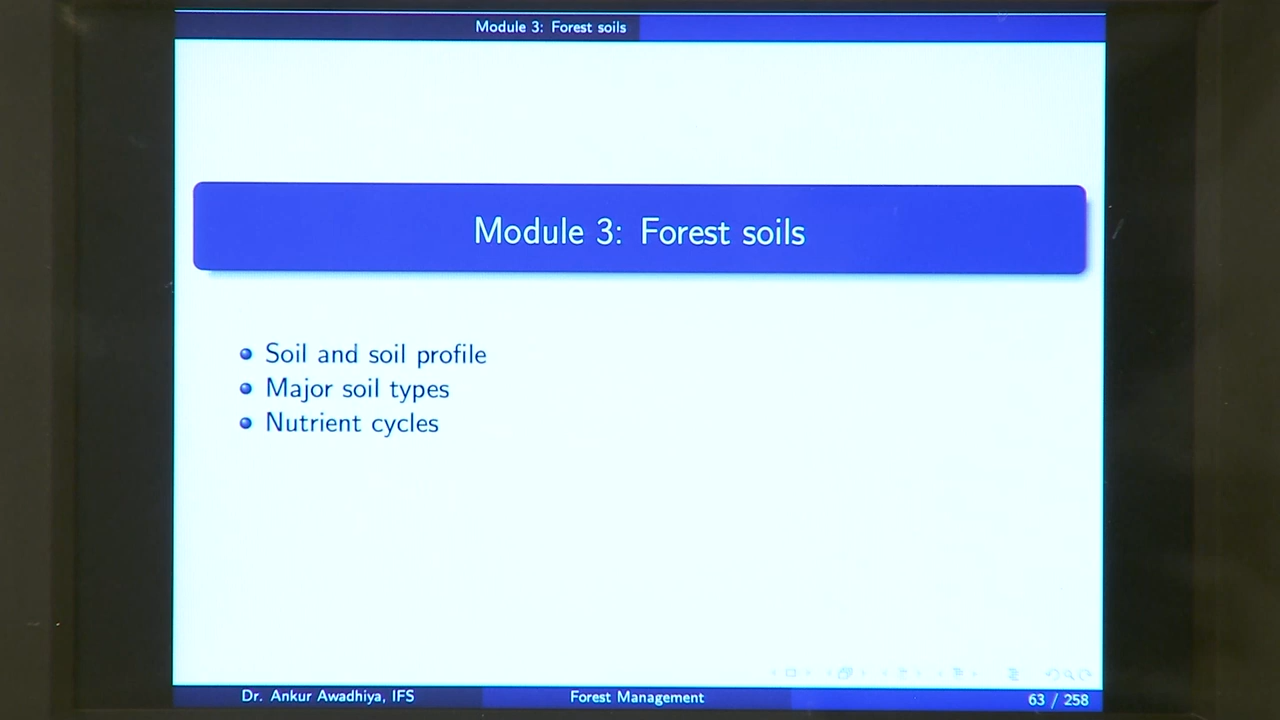 Module 3: Forest soils
Module 3: Forest soils
Soil and soil profile
Major soil types
Nutrient cycles
Dr. Ankur Awadhiya, IFS
Forest Management
63 / 258